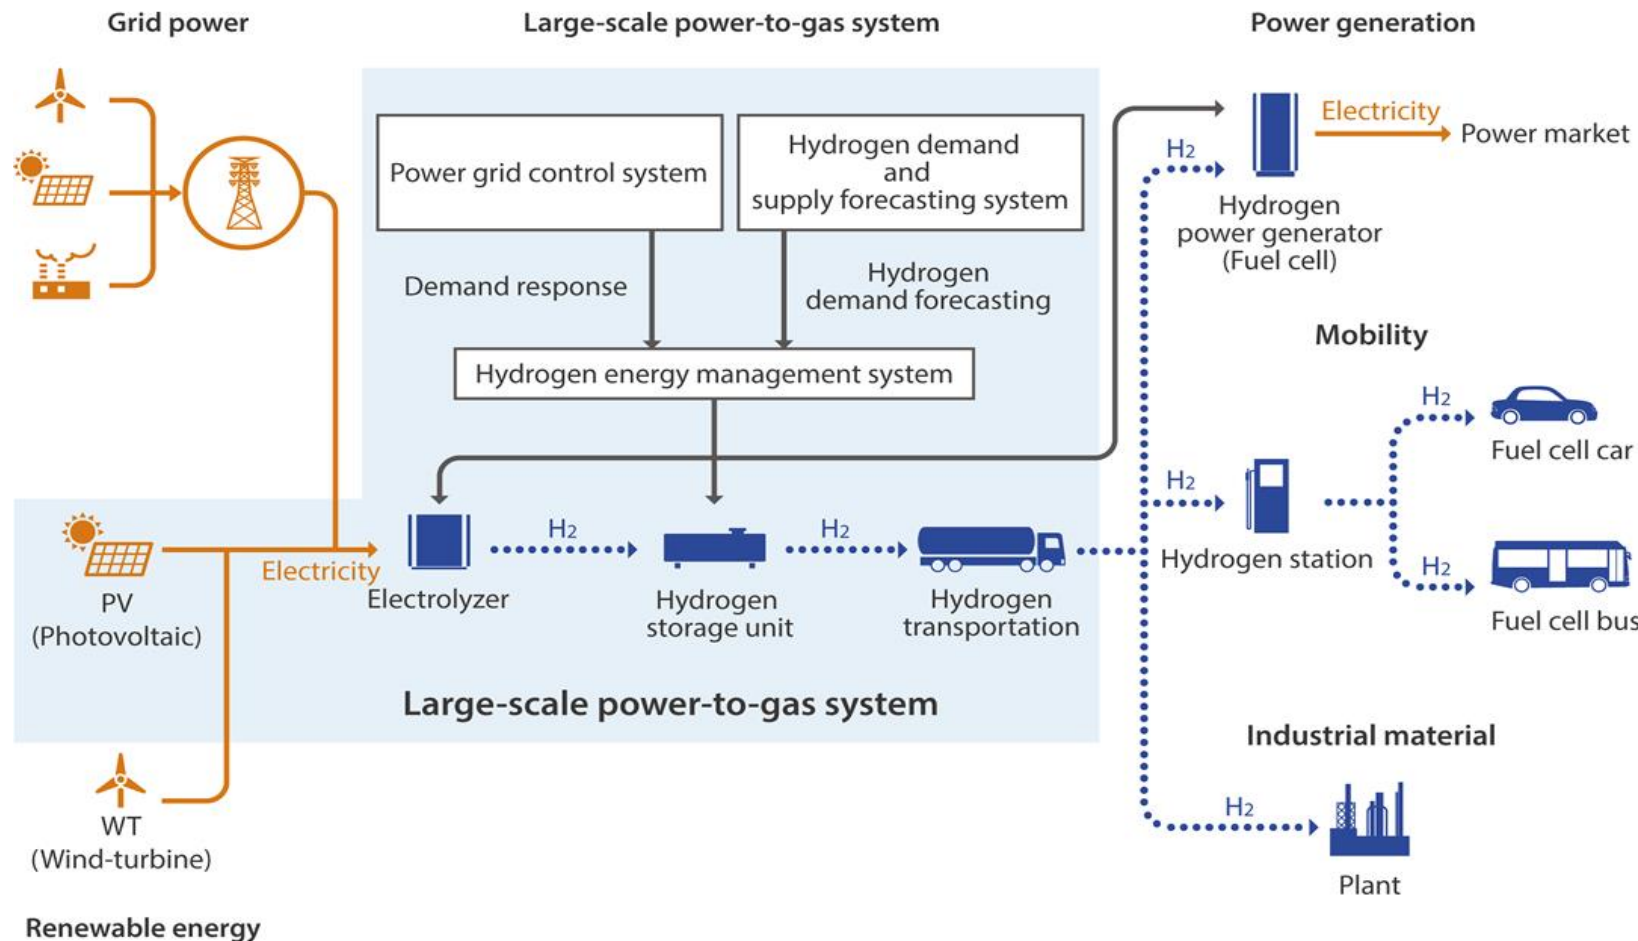 Grid power
Large-scale power-to-gas system
Power generation
Power grid control system
Hydrogen demand
and
supply forecasting system
Demand response
Hydrogen
demand forecasting
Hydrogen energy management system
Electricity
Power market
H2
Hydrogen
power generator
(Fuel cell)
Mobility
H2
Fuel cell car
H2
Hydrogen station
H2
Fuel cell bus
PV
(Photovoltaic)
Electricity
Electrolyzer
H2
Hydrogen
storage unit
H2
Hydrogen
transportation
Large-scale power-to-gas system
Industrial material
H2
Plant
WT
(Wind-turbine)
Renewable energy